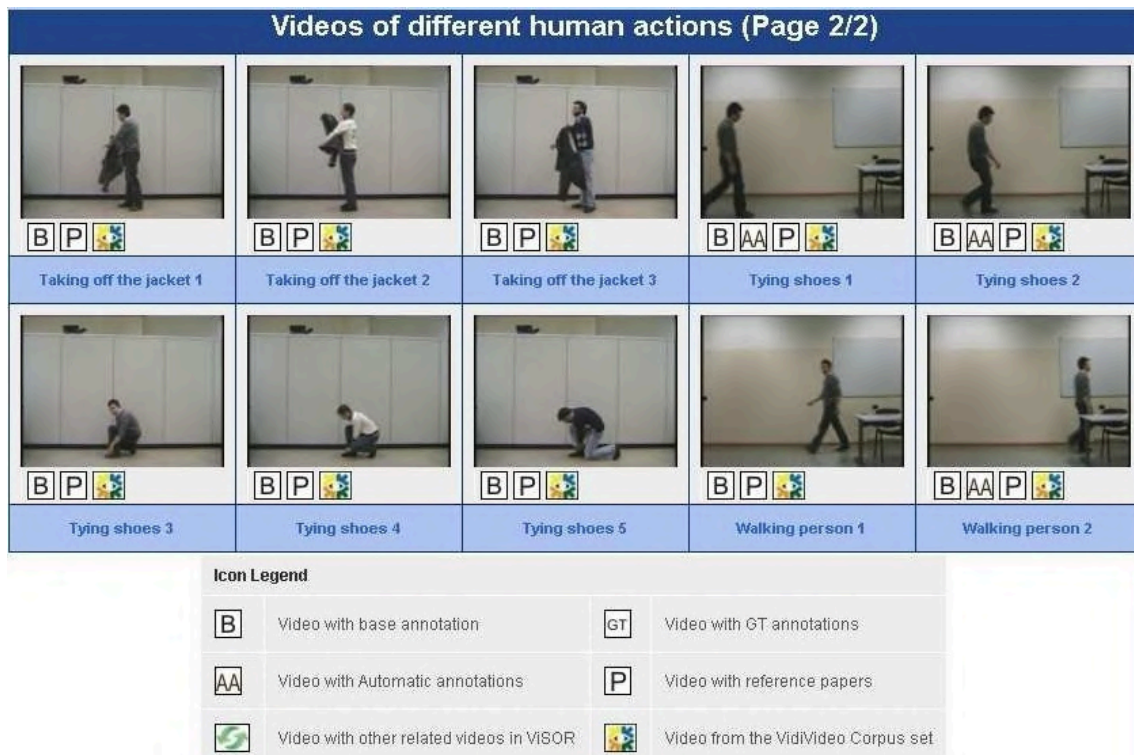 Videos of different human actions (Page 2/2)
B P
B P
B P
B AA P
B AA P
Taking off the jacket 1
Taking off the jacket 2
Taking off the jacket 3
Tying shoes 1
Tying shoes 2
B P
B P
B P
B P
B AA P
Tying shoes 3
Tying shoes 4
Tying shoes 5
Walking person 1
Walking person 2
Icon Legend
B Video with base annotation
GT Video with GT annotations
AA Video with Automatic annotations
P Video with reference papers
Video with other related videos in ViSOR
Video from the VidiVideo Corpus set